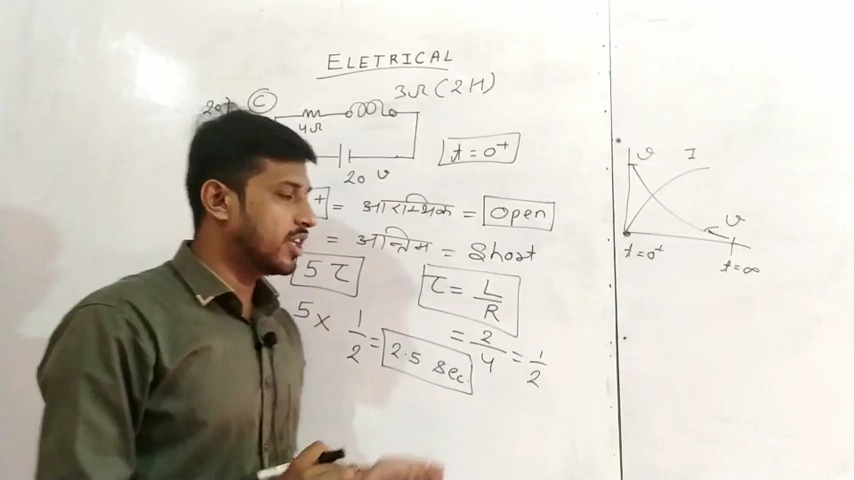 ELETRICAL
3Ω (2H)
C
4Ω
t = 0⁺
20 V
+ = आरम्भिक = Open
= अन्तिम = Short
5 τ
τ = L/R
5 × 1/2 = 2.5 Sec.
= 2/4 = 1/2
v I
v
t=0⁺
t=∞